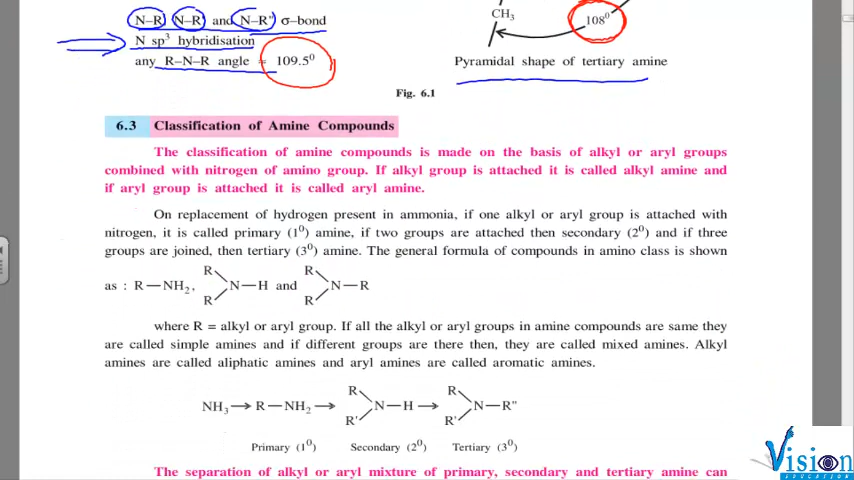 N–R, N–R' and N–R" σ–bond
N sp³ hybridisation
any R–N–R angle = 109.5⁰
CH₃
108⁰
Pyramidal shape of tertiary amine
Fig. 6.1
6.3 Classification of Amine Compounds
The classification of amine compounds is made on the basis of alkyl or aryl groups
combined with nitrogen of amino group. If alkyl group is attached it is called alkyl amine and
if aryl group is attached it is called aryl amine.
On replacement of hydrogen present in ammonia, if one alkyl or aryl group is attached with
nitrogen, it is called primary (1⁰) amine, if two groups are attached then secondary (2⁰) and if three
groups are joined, then tertiary (3⁰) amine. The general formula of compounds in amino class is shown
R R
as : R—NH₂, N—H and N—R
R R
where R = alkyl or aryl group. If all the alkyl or aryl groups in amine compounds are same they
are called simple amines and if different groups are there then, they are called mixed amines. Alkyl
amines are called aliphatic amines and aryl amines are called aromatic amines.
R R
NH₃→R—NH₂→ N—H→ N—R"
R' R'
Primary (1⁰) Secondary (2⁰) Tertiary (3⁰)
The separation of alkyl or aryl mixture of primary, secondary and tertiary amine can
Vision
EDUCATION